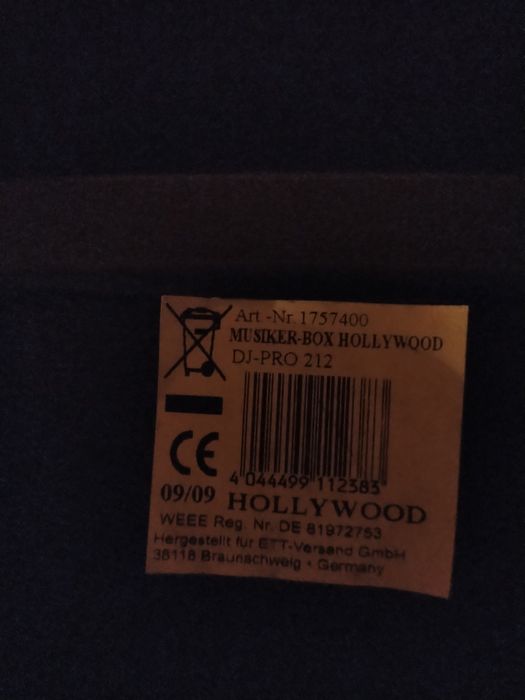 Art.-Nr. 1757400
MUSIKER-BOX HOLLYWOOD
DJ-PRO 212
4 044499 112383
CE
09/09 HOLLYWOOD
WEEE Reg. Nr. DE 81972753
Hergestellt für ETT-Versand GmbH
38118 Braunschweig • Germany